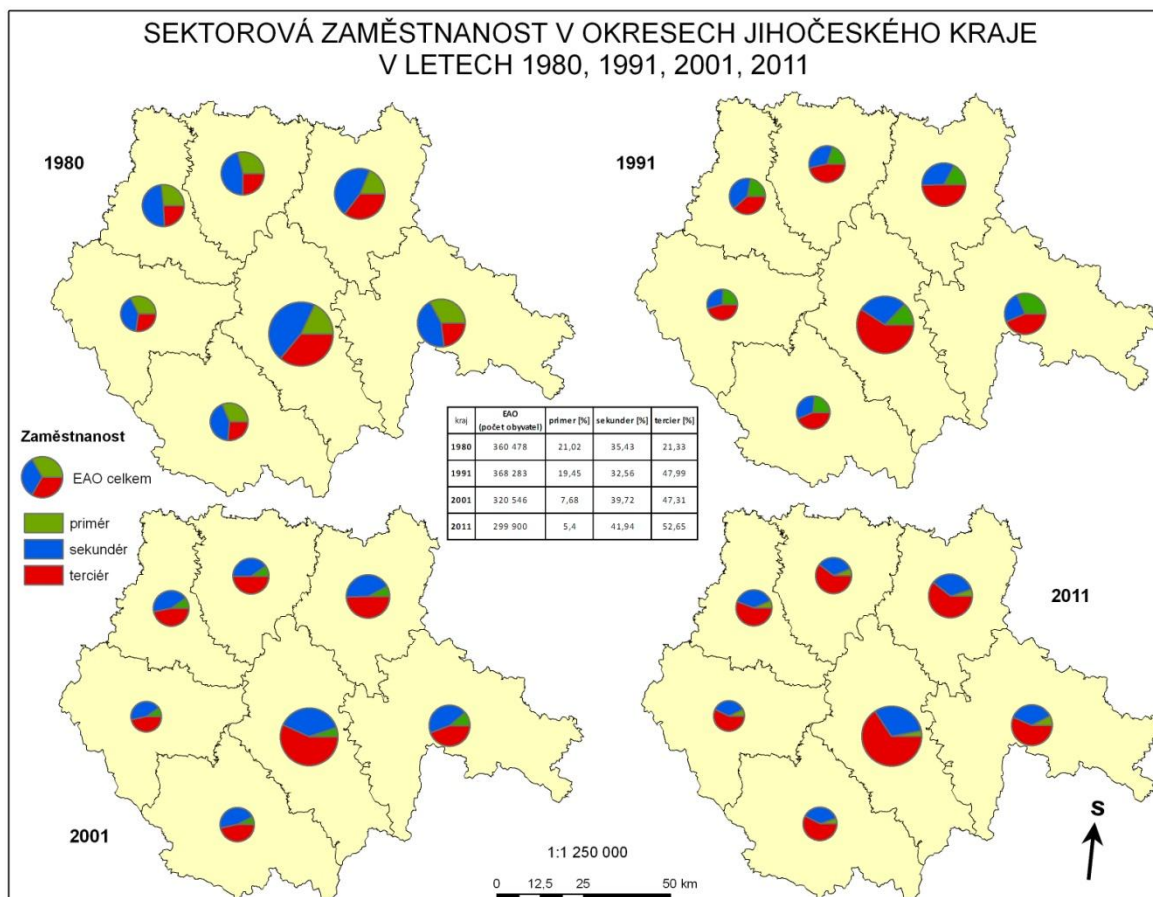 SEKTOROVÁ ZAMĚSTNANOST V OKRESECH JIHOČESKÉHO KRAJE
V LETECH 1980, 1991, 2001, 2011
1980
1991
kraj EAO (počet obyvatel) primer [%] sekunder [%] tercier [%]
1980 360 478 21,02 35,43 21,33
1991 368 283 19,45 32,56 47,99
2001 320 546 7,68 39,72 47,31
2011 299 900 5,4 41,94 52,65
Zaměstnanost
EAO celkem
primér
sekundér
terciér
2011
2001
S
1:1 250 000
0 12,5 25 50 km